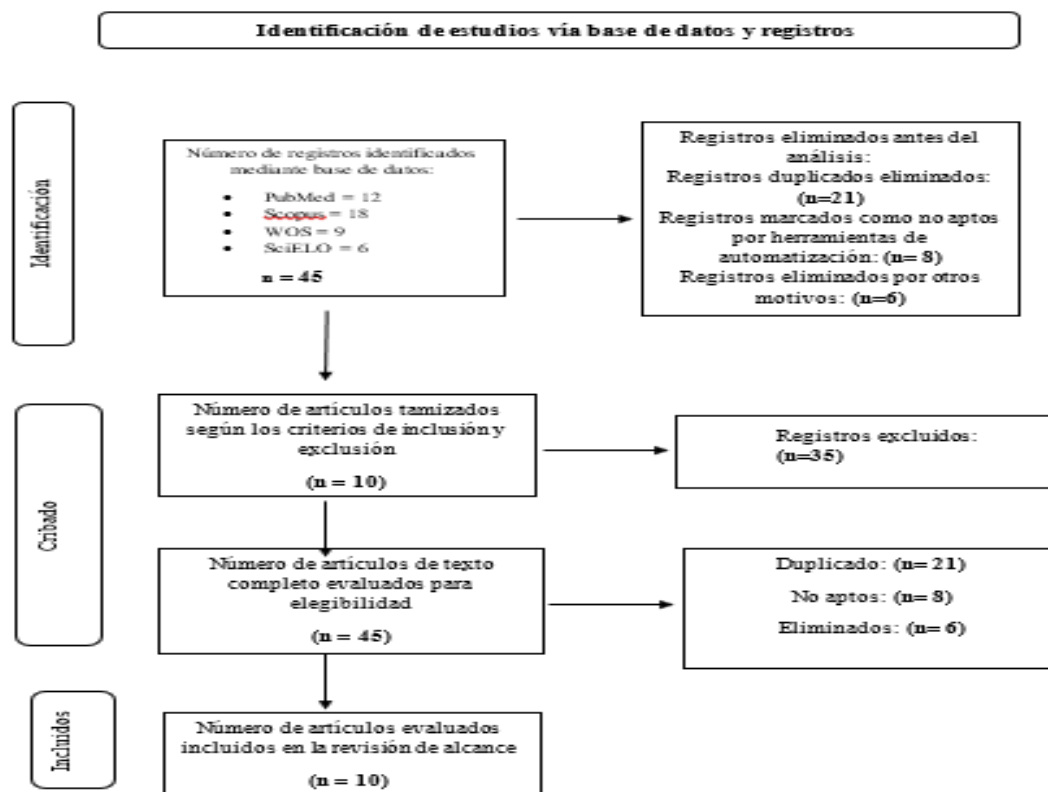 Identificación de estudios vía base de datos y registros
Identificación
Número de registros identificados
mediante base de datos:
• PubMed = 12
• Scopus = 18
• WOS = 9
• SciELO = 6
n = 45
Registros eliminados antes del
análisis:
Registros duplicados eliminados:
(n=21)
Registros marcados como no aptos
por herramientas de
automatización: (n= 8)
Registros eliminados por otros
motivos: (n=6)
Cribado
Número de artículos tamizados
según los criterios de inclusión y
exclusión
(n = 10)
Registros excluidos:
(n=35)
Número de artículos de texto
completo evaluados para
elegibilidad
(n = 45)
Duplicado: (n= 21)
No aptos: (n= 8)
Eliminados: (n= 6)
Incluidos
Número de artículos evaluados
incluidos en la revisión de alcance
(n = 10)